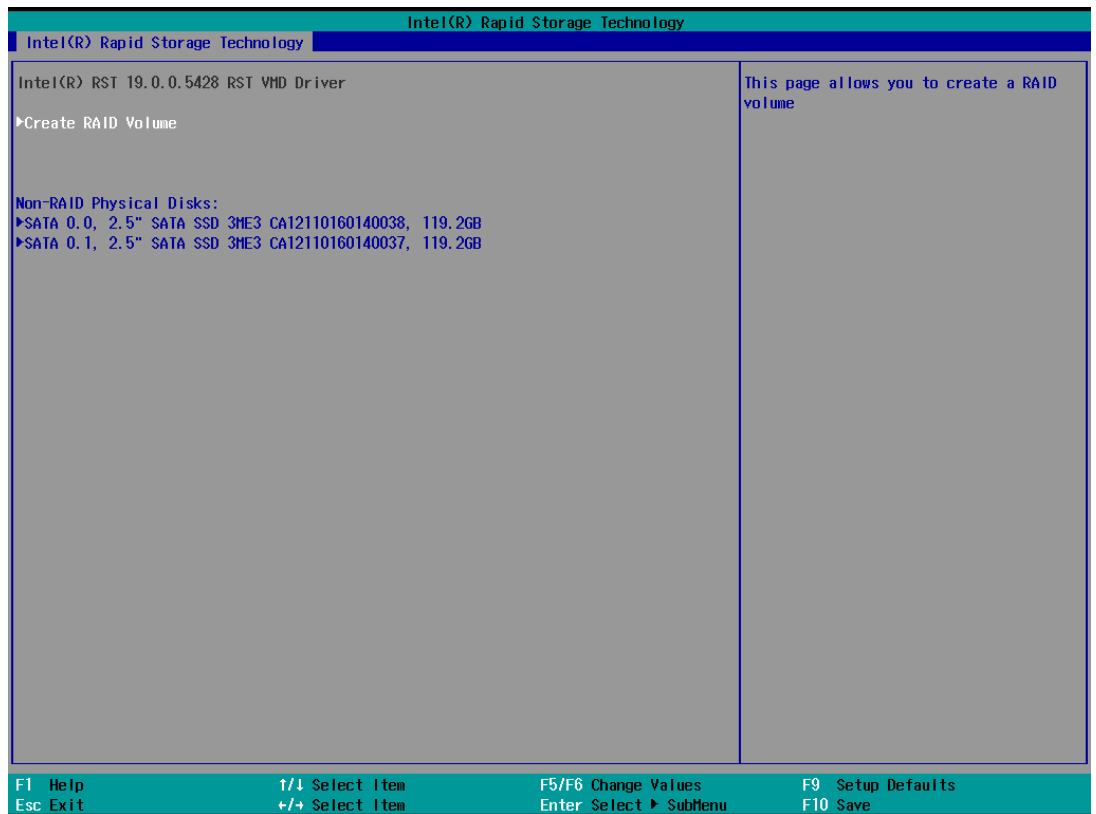 Intel(R) Rapid Storage Technology
Intel(R) Rapid Storage Technology
Intel(R) RST 19.0.0.5428 RST VMD Driver
▶Create RAID Volume
Non-RAID Physical Disks:
▶SATA 0.0, 2.5" SATA SSD 3ME3 CA12110160140038, 119.2GB
▶SATA 0.1, 2.5" SATA SSD 3ME3 CA12110160140037, 119.2GB
This page allows you to create a RAID
volume
F1 Help ↑/↓ Select Item F5/F6 Change Values F9 Setup Defaults
Esc Exit ←/→ Select Item Enter Select ▶ SubMenu F10 Save